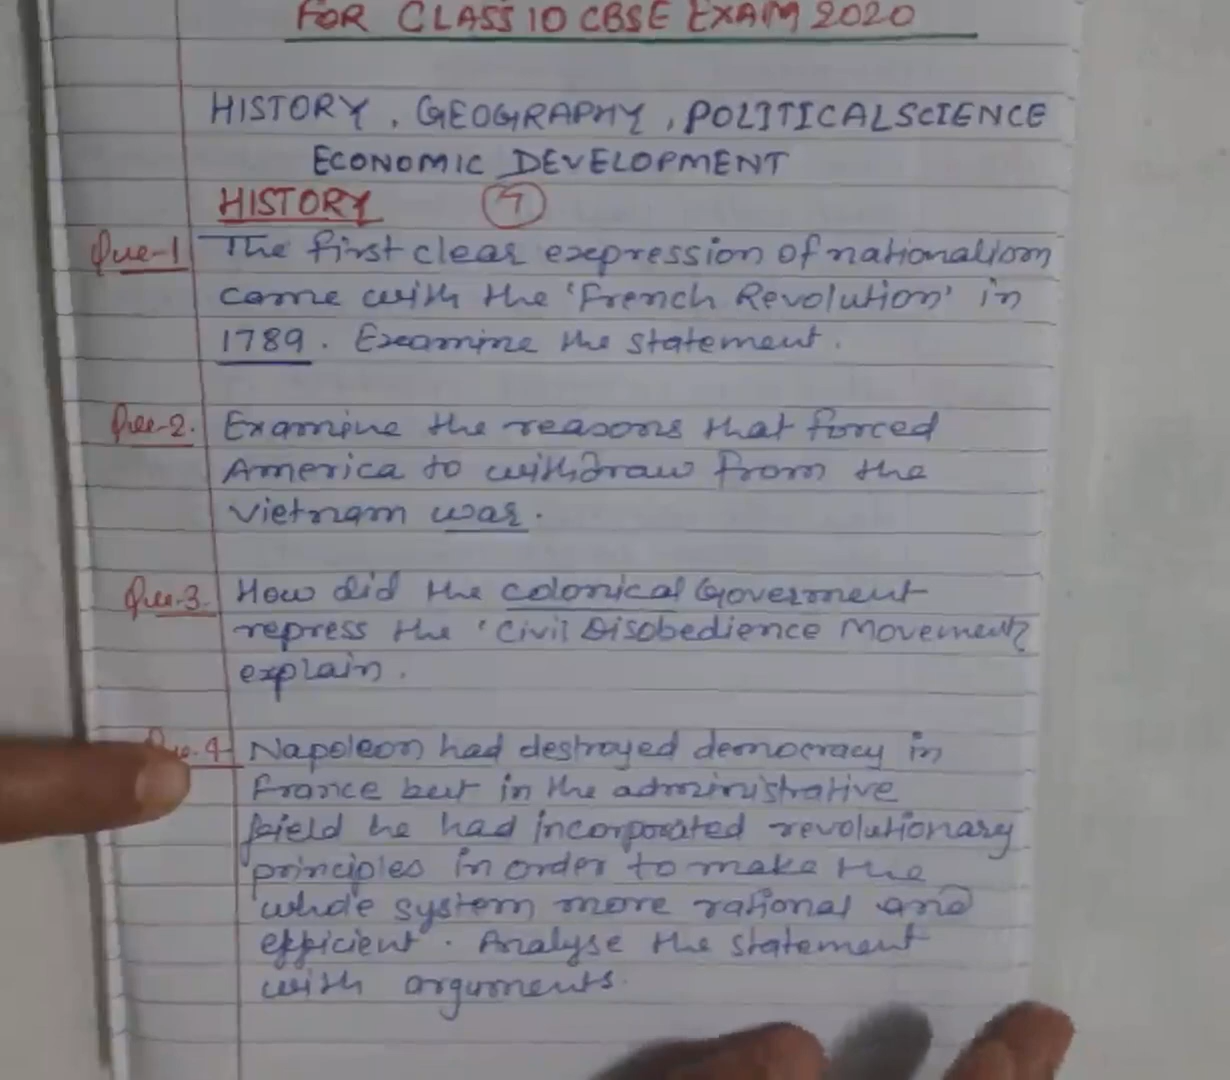 FOR CLASS 10 CBSE EXAM 2020
HISTORY, GEOGRAPHY, POLITICAL SCIENCE
ECONOMIC DEVELOPMENT
HISTORY
Que-1 The first clear expression of nationalism
came with the 'French Revolution' in
1789. Examine the statement.
Que-2. Examine the reasons that forced
America to withdraw from the
Vietnam war.
Que-3. How did the colonical Government
repress the 'Civil Disobedience Movement'
explain.
Que.4 Napoleon had destroyed democracy in
france but in the administrative
field he had incorporated revolutionary
principles in order to make the
whole system more rational and
efficient. Analyse the statement
with arguments.